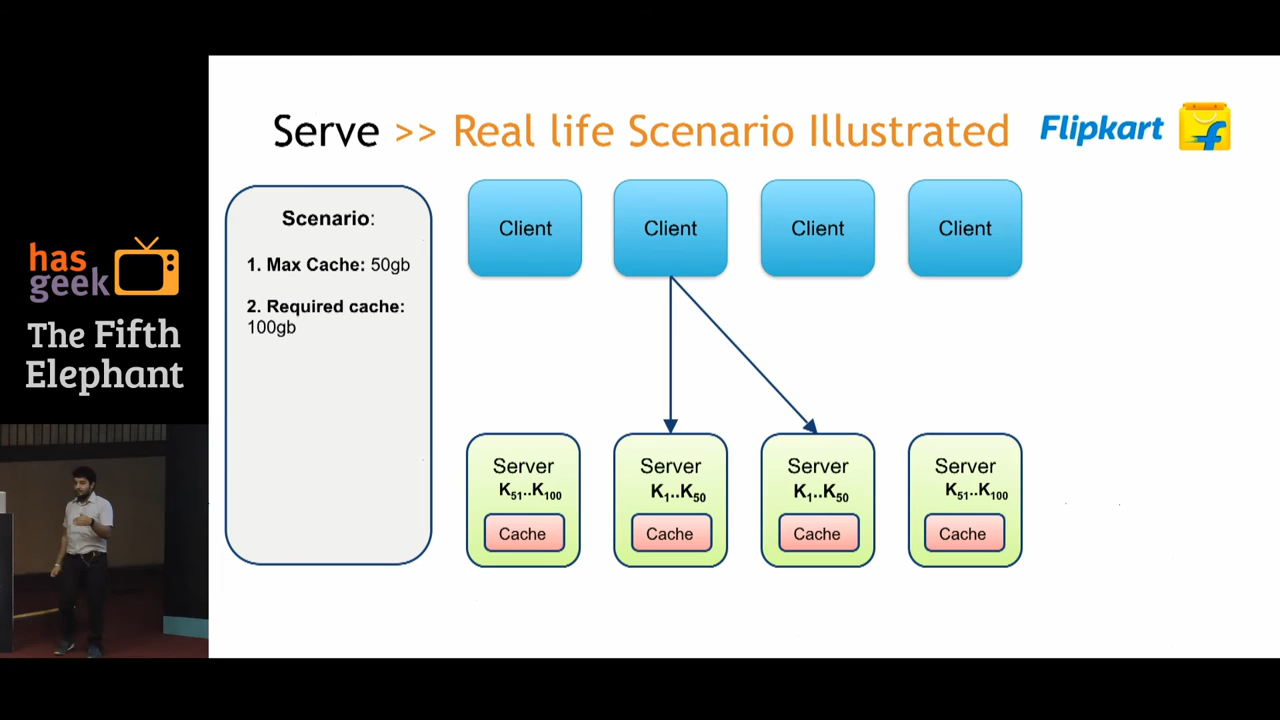 Serve >> Real life Scenario Illustrated
Flipkart
has
geek
The Fifth
Elephant
Scenario:
1. Max Cache: 50gb
2. Required cache:
100gb
Client
Client
Client
Client
Server
K51..K100
Cache
Server
K1..K50
Cache
Server
K1..K50
Cache
Server
K51..K100
Cache